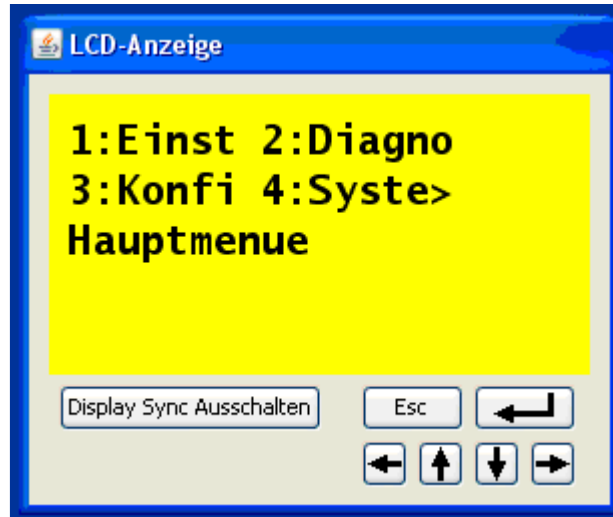 LCD-Anzeige
1:Einst 2:Diagno
3:Konfi 4:Syste>
Hauptmenue
Display Sync Ausschalten
Esc